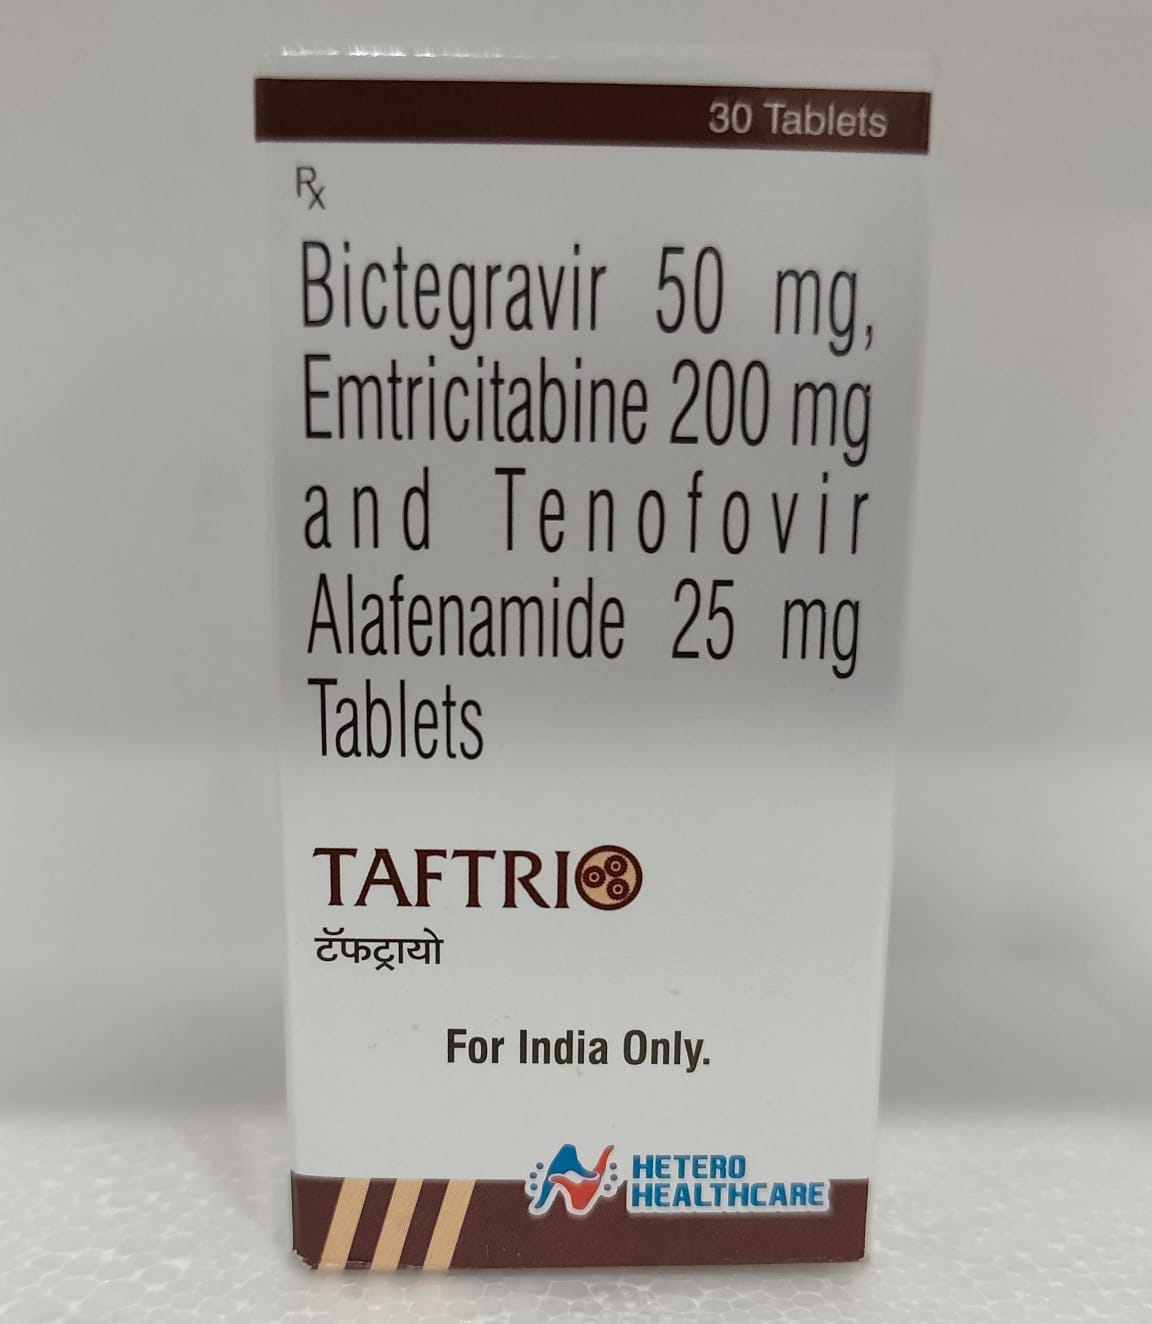 30 Tablets
Rx
Bictegravir 50 mg,
Emtricitabine 200 mg
and Tenofovir
Alafenamide 25 mg
Tablets
TAFTRIO
टॅफट्रायो
For India Only.
HETERO
HEALTHCARE